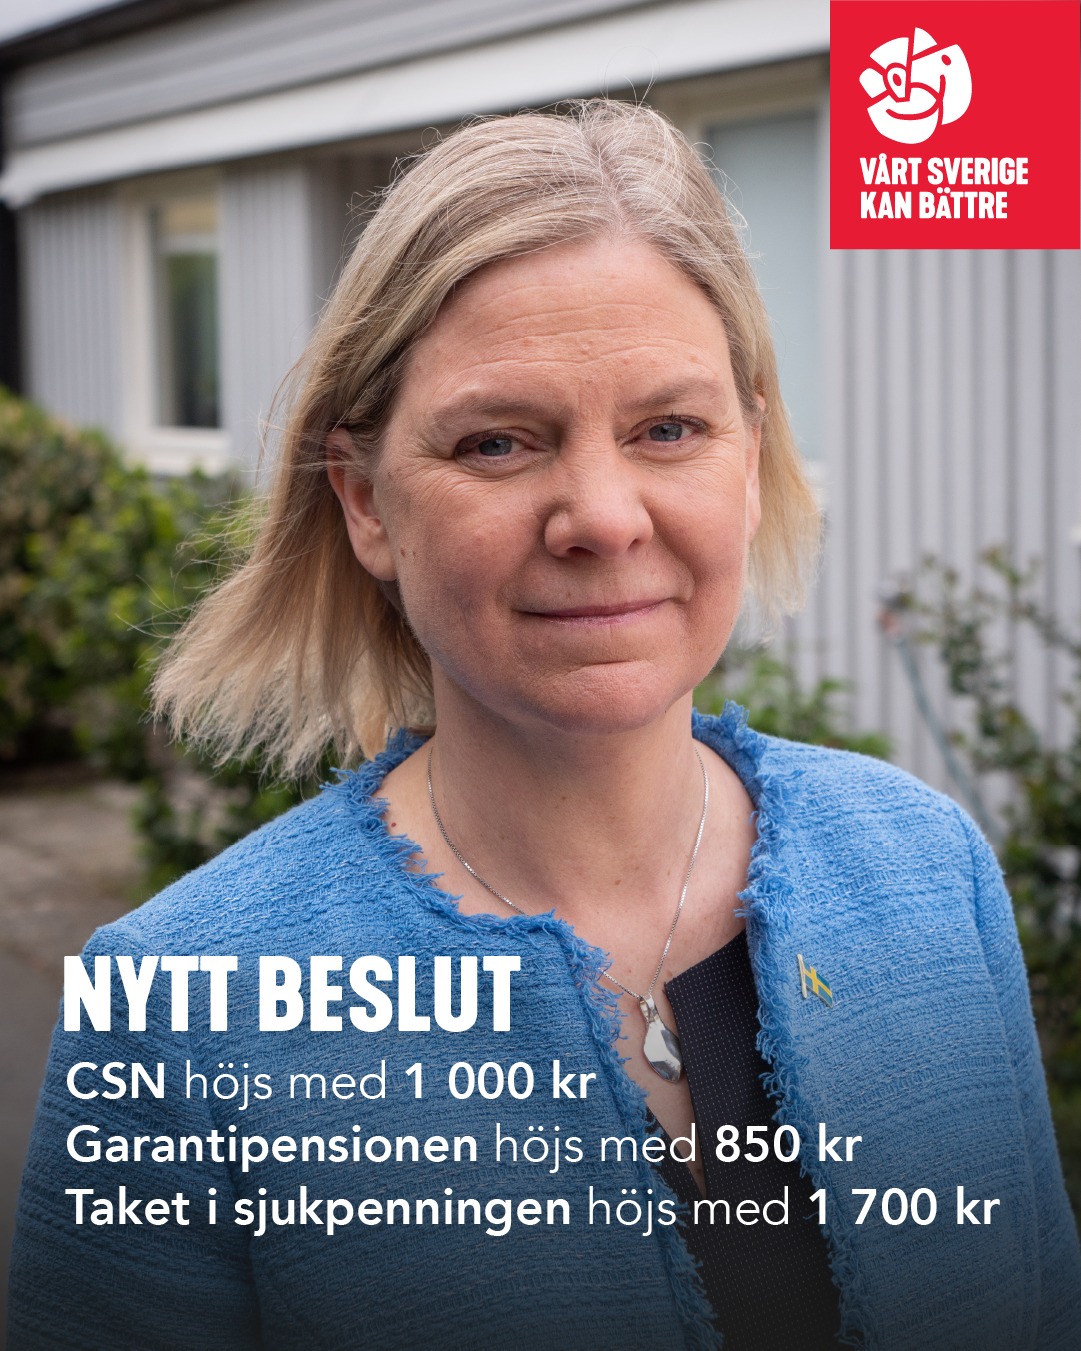 VÅRT SVERIGE
KAN BÄTTRE
NYTT BESLUT
CSN höjs med 1 000 kr
Garantipensionen höjs med 850 kr
Taket i sjukpenningen höjs med 1 700 kr